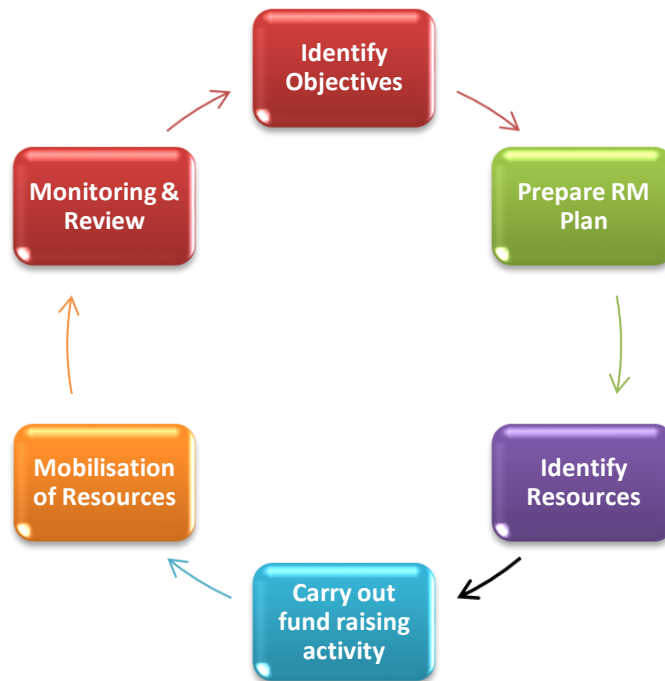 Identify
Objectives
Prepare RM
Plan
Identify
Resources
Carry out
fund raising
activity
Mobilisation
of Resources
Monitoring &
Review